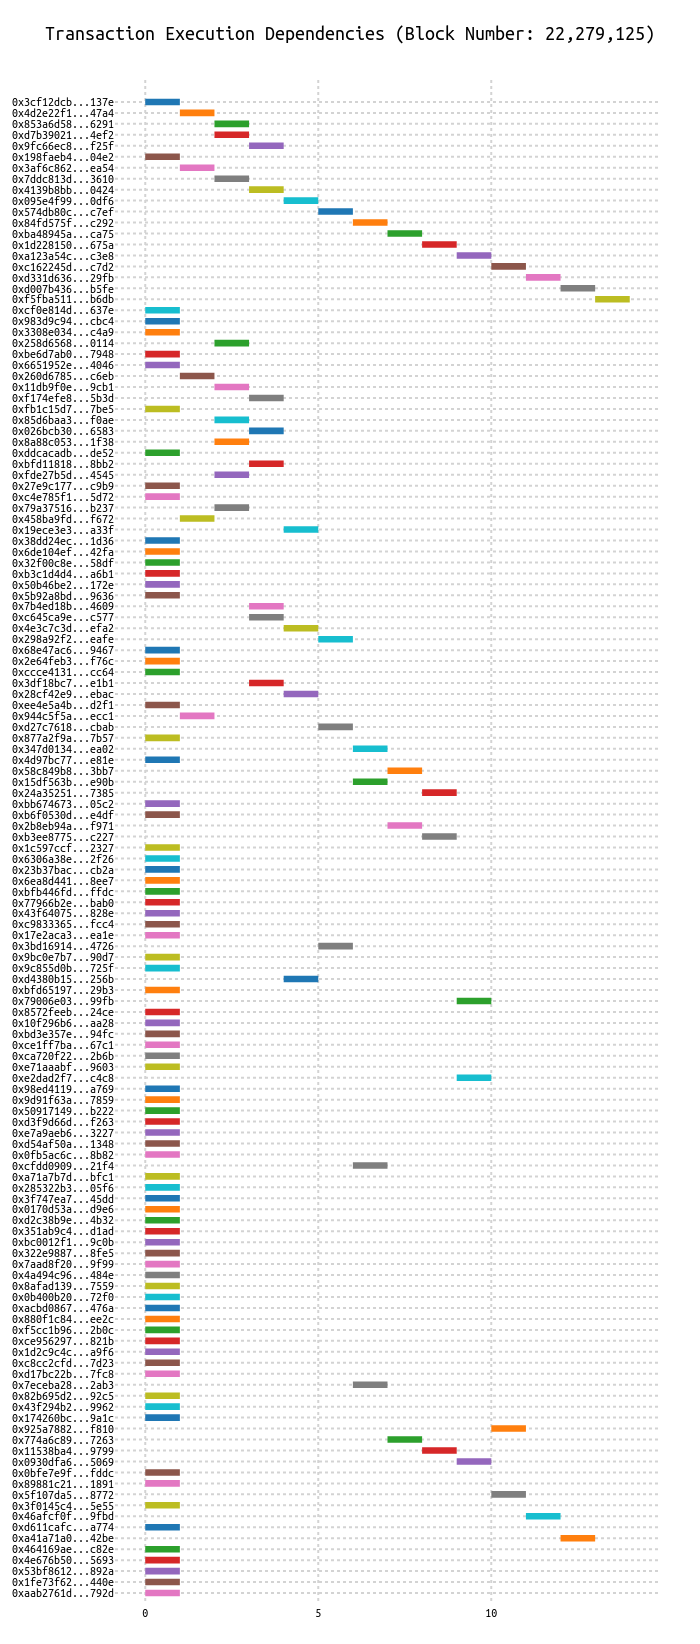 Transaction Execution Dependencies (Block Number: 22,279,125)
0x3cf12dcb...137e
0x4d2e22f1...47a4
0x853a6d58...6291
0xd7b39021...4ef2
0x9fc66ec8...f25f
0x198faeb4...04e2
0x3af6c862...ea54
0x7ddc813d...3610
0x4139b8bb...0424
0x095e4f99...0df6
0x574db80c...c7ef
0x84fd575f...c292
0xba48945a...ca75
0x1d228150...675a
0xa123a54c...c3e8
0xc162245d...c7d2
0xd331d636...29fb
0xd007b436...b5fe
0xf5fba511...b6db
0xcf0e814d...637e
0x983d9c94...cbc4
0x3308e034...c4a9
0x258d6568...0114
0xbe6d7ab0...7948
0x6651952e...4046
0x260d6785...c6eb
0x11db9f0e...9cb1
0xf174efe8...5b3d
0xfb1c15d7...7be5
0x85d6baa3...f0ae
0x026bcb30...6583
0x8a88c053...1f38
0xddcacadb...de52
0xbfd11818...8bb2
0xfde27b5d...4545
0x27e9c177...c9b9
0xc4e785f1...5d72
0x79a37516...b237
0x458ba9fd...f672
0x19ece3e3...a33f
0x38dd24ec...1d36
0x6de104ef...42fa
0x32f00c8e...58df
0xb3c1d4d4...a6b1
0x50b46be2...172e
0x5b92a8bd...9636
0x7b4ed18b...4609
0xc645ca9e...c577
0x4e3c7c3d...efa2
0x298a92f2...eafe
0x68e47ac6...9467
0x2e64feb3...f76c
0xccce4131...cc64
0x3df18bc7...e1b1
0x28cf42e9...ebac
0xee4e5a4b...d2f1
0x944c5f5a...ecc1
0xd27c7618...cbab
0x877a2f9a...7b57
0x347d0134...ea02
0x4d97bc77...e81e
0x58c849b8...3bb7
0x15df563b...e90b
0x24a35251...7385
0xbb674673...05c2
0xb6f0530d...e4df
0x2b8eb94a...f971
0xb3ee8775...c227
0x1c597ccf...2327
0x6306a38e...2f26
0x23b37bac...cb2a
0x6ea8d441...8ee7
0xbfb446fd...ffdc
0x77966b2e...bab0
0x43f64075...828e
0xc9833365...fcc4
0x17e2aca3...ea1e
0x3bd16914...4726
0x9bc0e7b7...90d7
0x9c855d0b...725f
0xd4380b15...256b
0xbfd65197...29b3
0x79006e03...99fb
0x8572feeb...24ce
0x10f296b6...aa28
0xbd3e357e...94fc
0xce1ff7ba...67c1
0xca720f22...2b6b
0xe71aaabf...9603
0xe2dad2f7...c4c8
0x98ed4119...a769
0x9d91f63a...7859
0x50917149...b222
0xd3f9d66d...f263
0xe7a9aeb6...3227
0xd54af50a...1348
0x0fb5ac6c...8b82
0xcfdd0909...21f4
0xa71a7b7d...bfc1
0x285322b3...05f6
0x3f747ea7...45dd
0x0170d53a...d9e6
0xd2c38b9e...4b32
0x351ab9c4...d1ad
0xbc0012f1...9c0b
0x322e9887...8fe5
0x7aad8f20...9f99
0x4a494c96...484e
0x8afad139...7559
0x0b400b20...72f0
0xacbd0867...476a
0x880f1c84...ee2c
0xf5cc1b96...2b0c
0xce956297...821b
0x1d2c9c4c...a9f6
0xc8cc2cfd...7d23
0xd17bc22b...7fc8
0x7eceba28...2ab3
0x82b695d2...92c5
0x43f294b2...9962
0x174260bc...9a1c
0x925a7882...f810
0x774a6c89...7263
0x11538ba4...9799
0x0930dfa6...5069
0x0bfe7e9f...fddc
0x89881c21...1891
0x5f107da5...8772
0x3f0145c4...5e55
0x46afcf0f...9fbd
0xd611cafc...a774
0xa41a71a0...42be
0x464169ae...c82e
0x4e676b50...5693
0x53bf8612...892a
0x1fe73f62...440e
0xaab2761d...792d
0 5 10